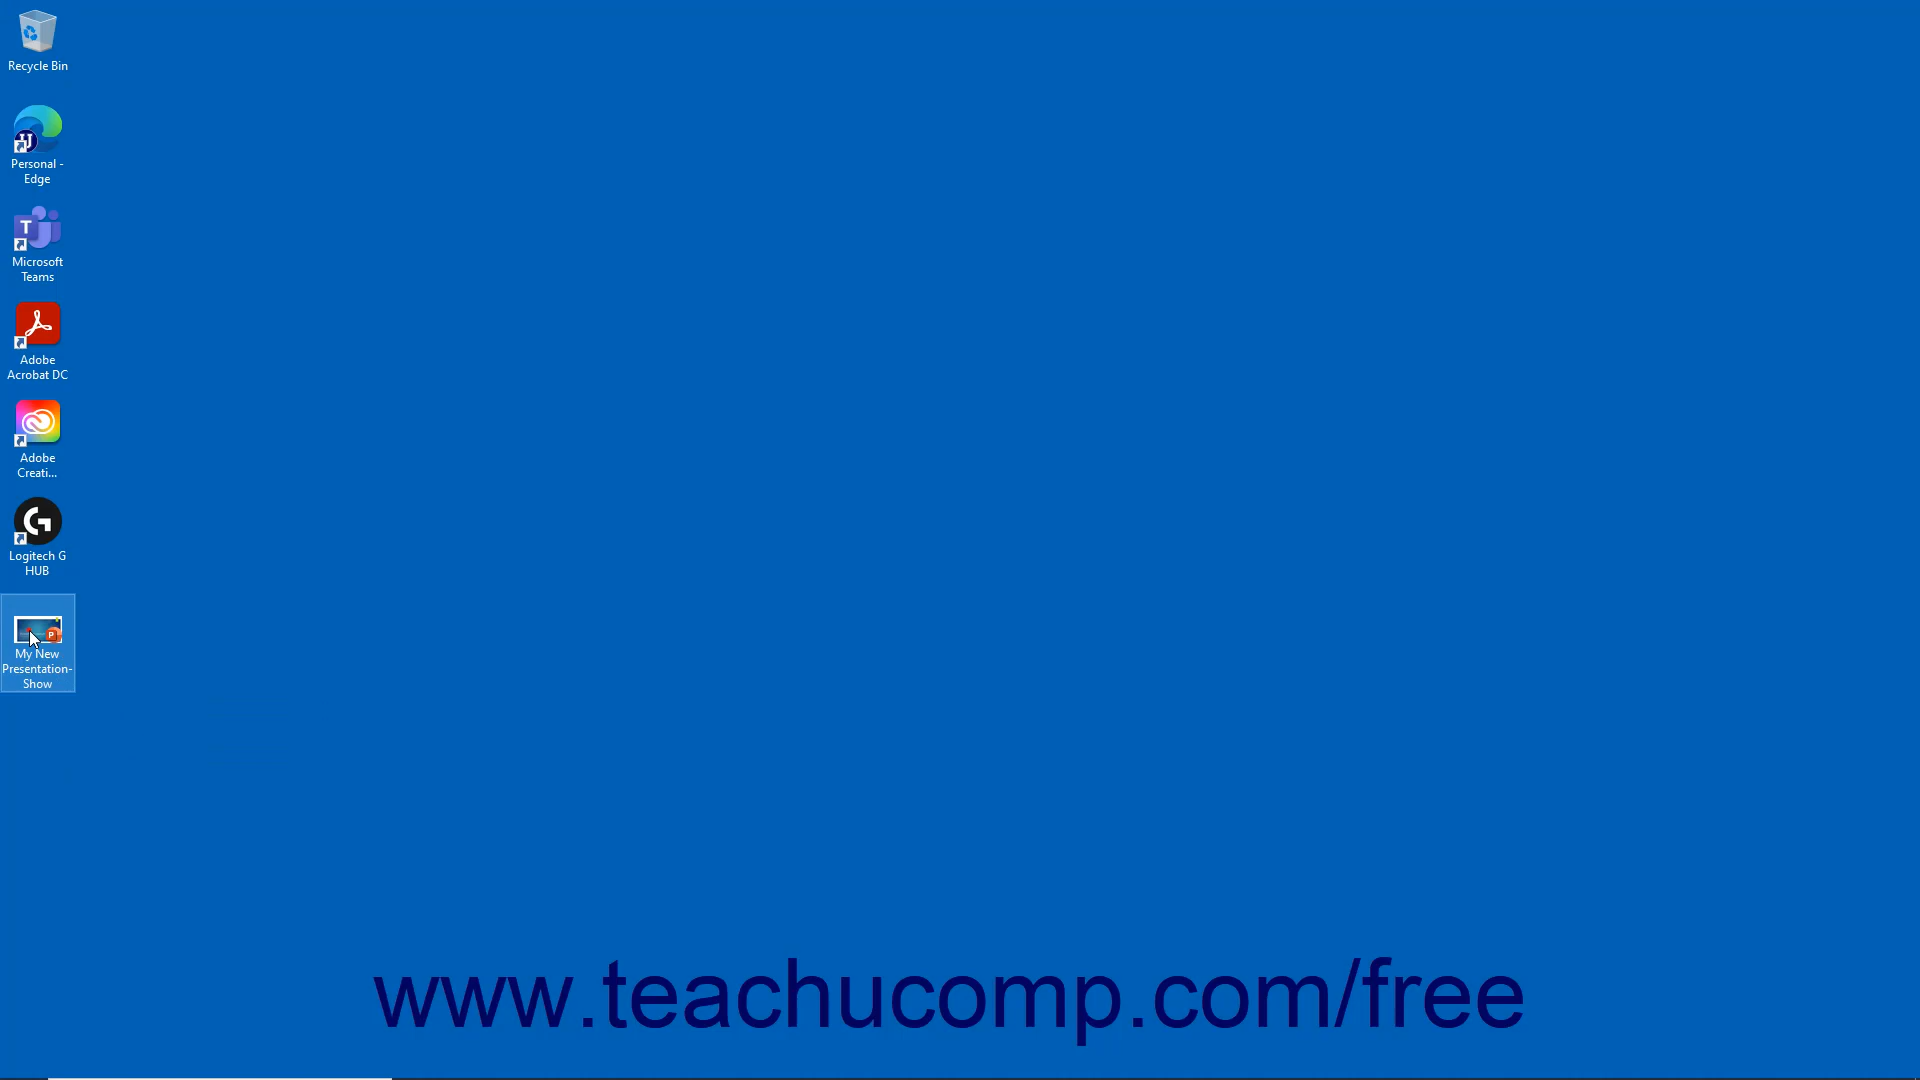 Recycle Bin
Personal -
Edge
T
Microsoft
Teams
Adobe
Acrobat DC
Adobe
Creati...
G
Logitech G
HUB
P
My New
Presentation-
Show
www.teachucomp.com/free